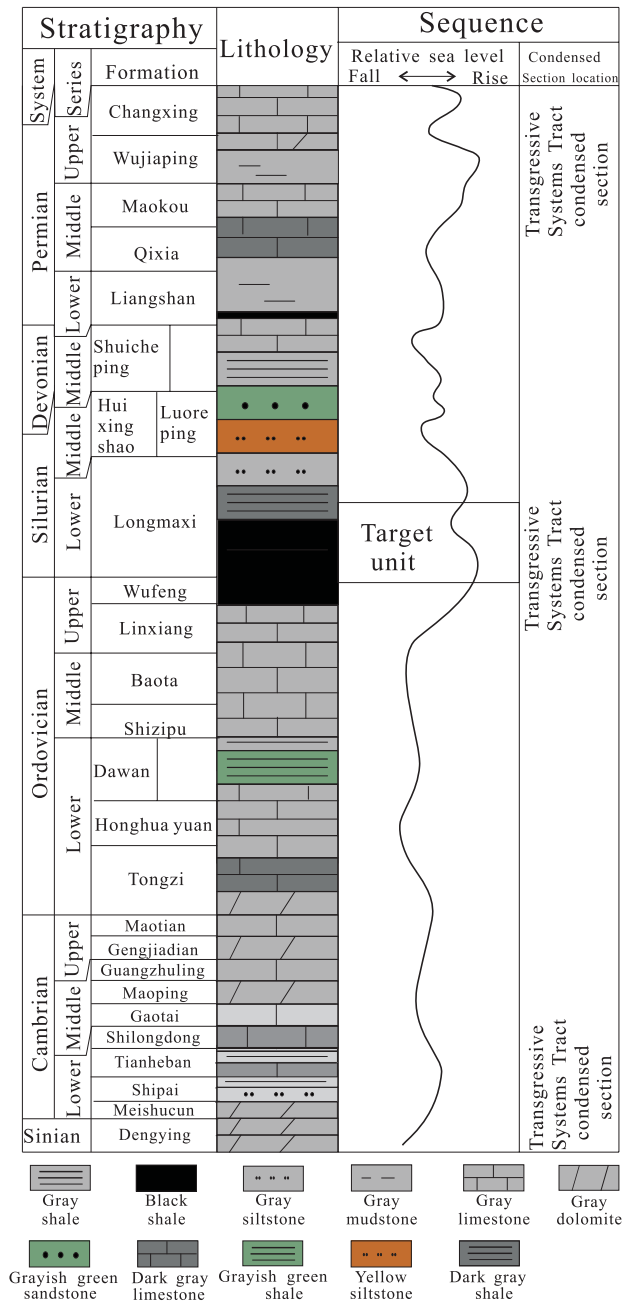 Stratigraphy
Lithology
Sequence
System
Series
Formation
Relative sea level
Fall
Rise
Condensed
Section location
Permian
Upper
Middle
Lower
Changxing
Wujiaping
Maokou
Qixia
Liangshan
Transgressive
Systems Tract
condensed
section
Devonian
Middle
Shuiche
ping
Hui
xing
shao
Luore
ping
Silurian
Middle
Lower
Longmaxi
Target
unit
Transgressive
Systems Tract
condensed
section
Ordovician
Upper
Middle
Lower
Wufeng
Linxiang
Baota
Shizipu
Dawan
Honghua yuan
Tongzi
Cambrian
Upper
Middle
Lower
Maotian
Gengjiadian
Guangzhuling
Maoping
Gaotai
Shilongdong
Tianheban
Shipai
Meishucun
Transgressive
Systems Tract
condensed
section
Sinian
Dengying
Gray
shale
Black
shale
Gray
siltstone
Gray
mudstone
Gray
limestone
Gray
dolomite
Grayish green
sandstone
Dark gray
limestone
Grayish green
shale
Yellow
siltstone
Dark gray
shale